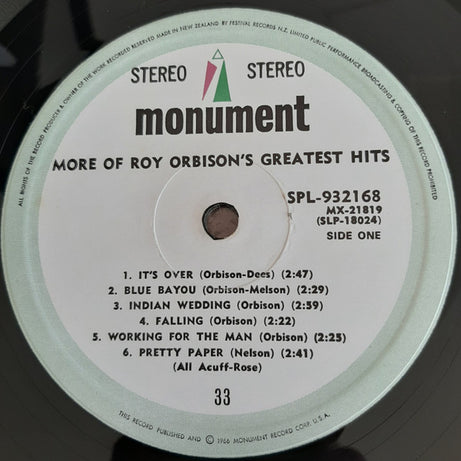 ALL RIGHTS OF THE RECORD PRODUCER & OWNER OF THE WORK RECORDED RESERVED MADE IN NEW ZEALAND BY FESTIVAL RECORDS N.Z. LIMITED PUBLIC PERFORMANCE BROADCASTING & COPYING OF THIS RECORD PROHIBITED
STEREO STEREO
monument
MORE OF ROY ORBISON'S GREATEST HITS
SPL-932168
MX-21819
(SLP-18024)
SIDE ONE
1. IT'S OVER (Orbison-Dees) (2:47)
2. BLUE BAYOU (Orbison-Melson) (2:29)
3. INDIAN WEDDING (Orbison) (2:59)
4. FALLING (Orbison) (2:22)
5. WORKING FOR THE MAN (Orbison) (2:25)
6. PRETTY PAPER (Nelson) (2:41)
(All Acuff-Rose)
33
THIS RECORD PUBLISHED AND © 1966 MONUMENT RECORD CORP. U.S.A.